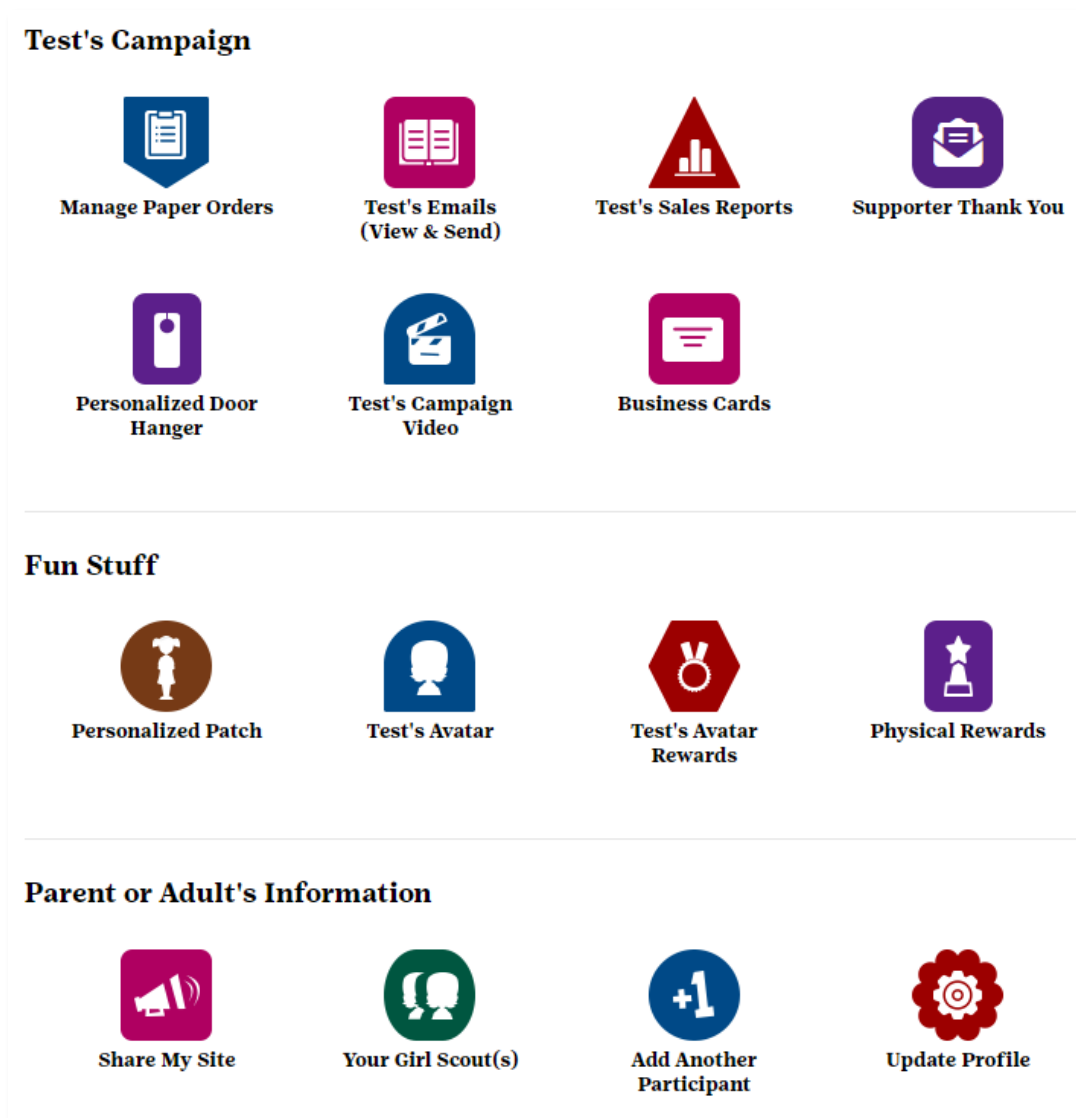 Test's Campaign
Manage Paper Orders
Test's Emails
(View & Send)
Test's Sales Reports
Supporter Thank You
Personalized Door
Hanger
Test's Campaign
Video
Business Cards
Fun Stuff
Personalized Patch
Test's Avatar
Test's Avatar
Rewards
Physical Rewards
Parent or Adult's Information
Share My Site
Your Girl Scout(s)
+1
Add Another
Participant
Update Profile